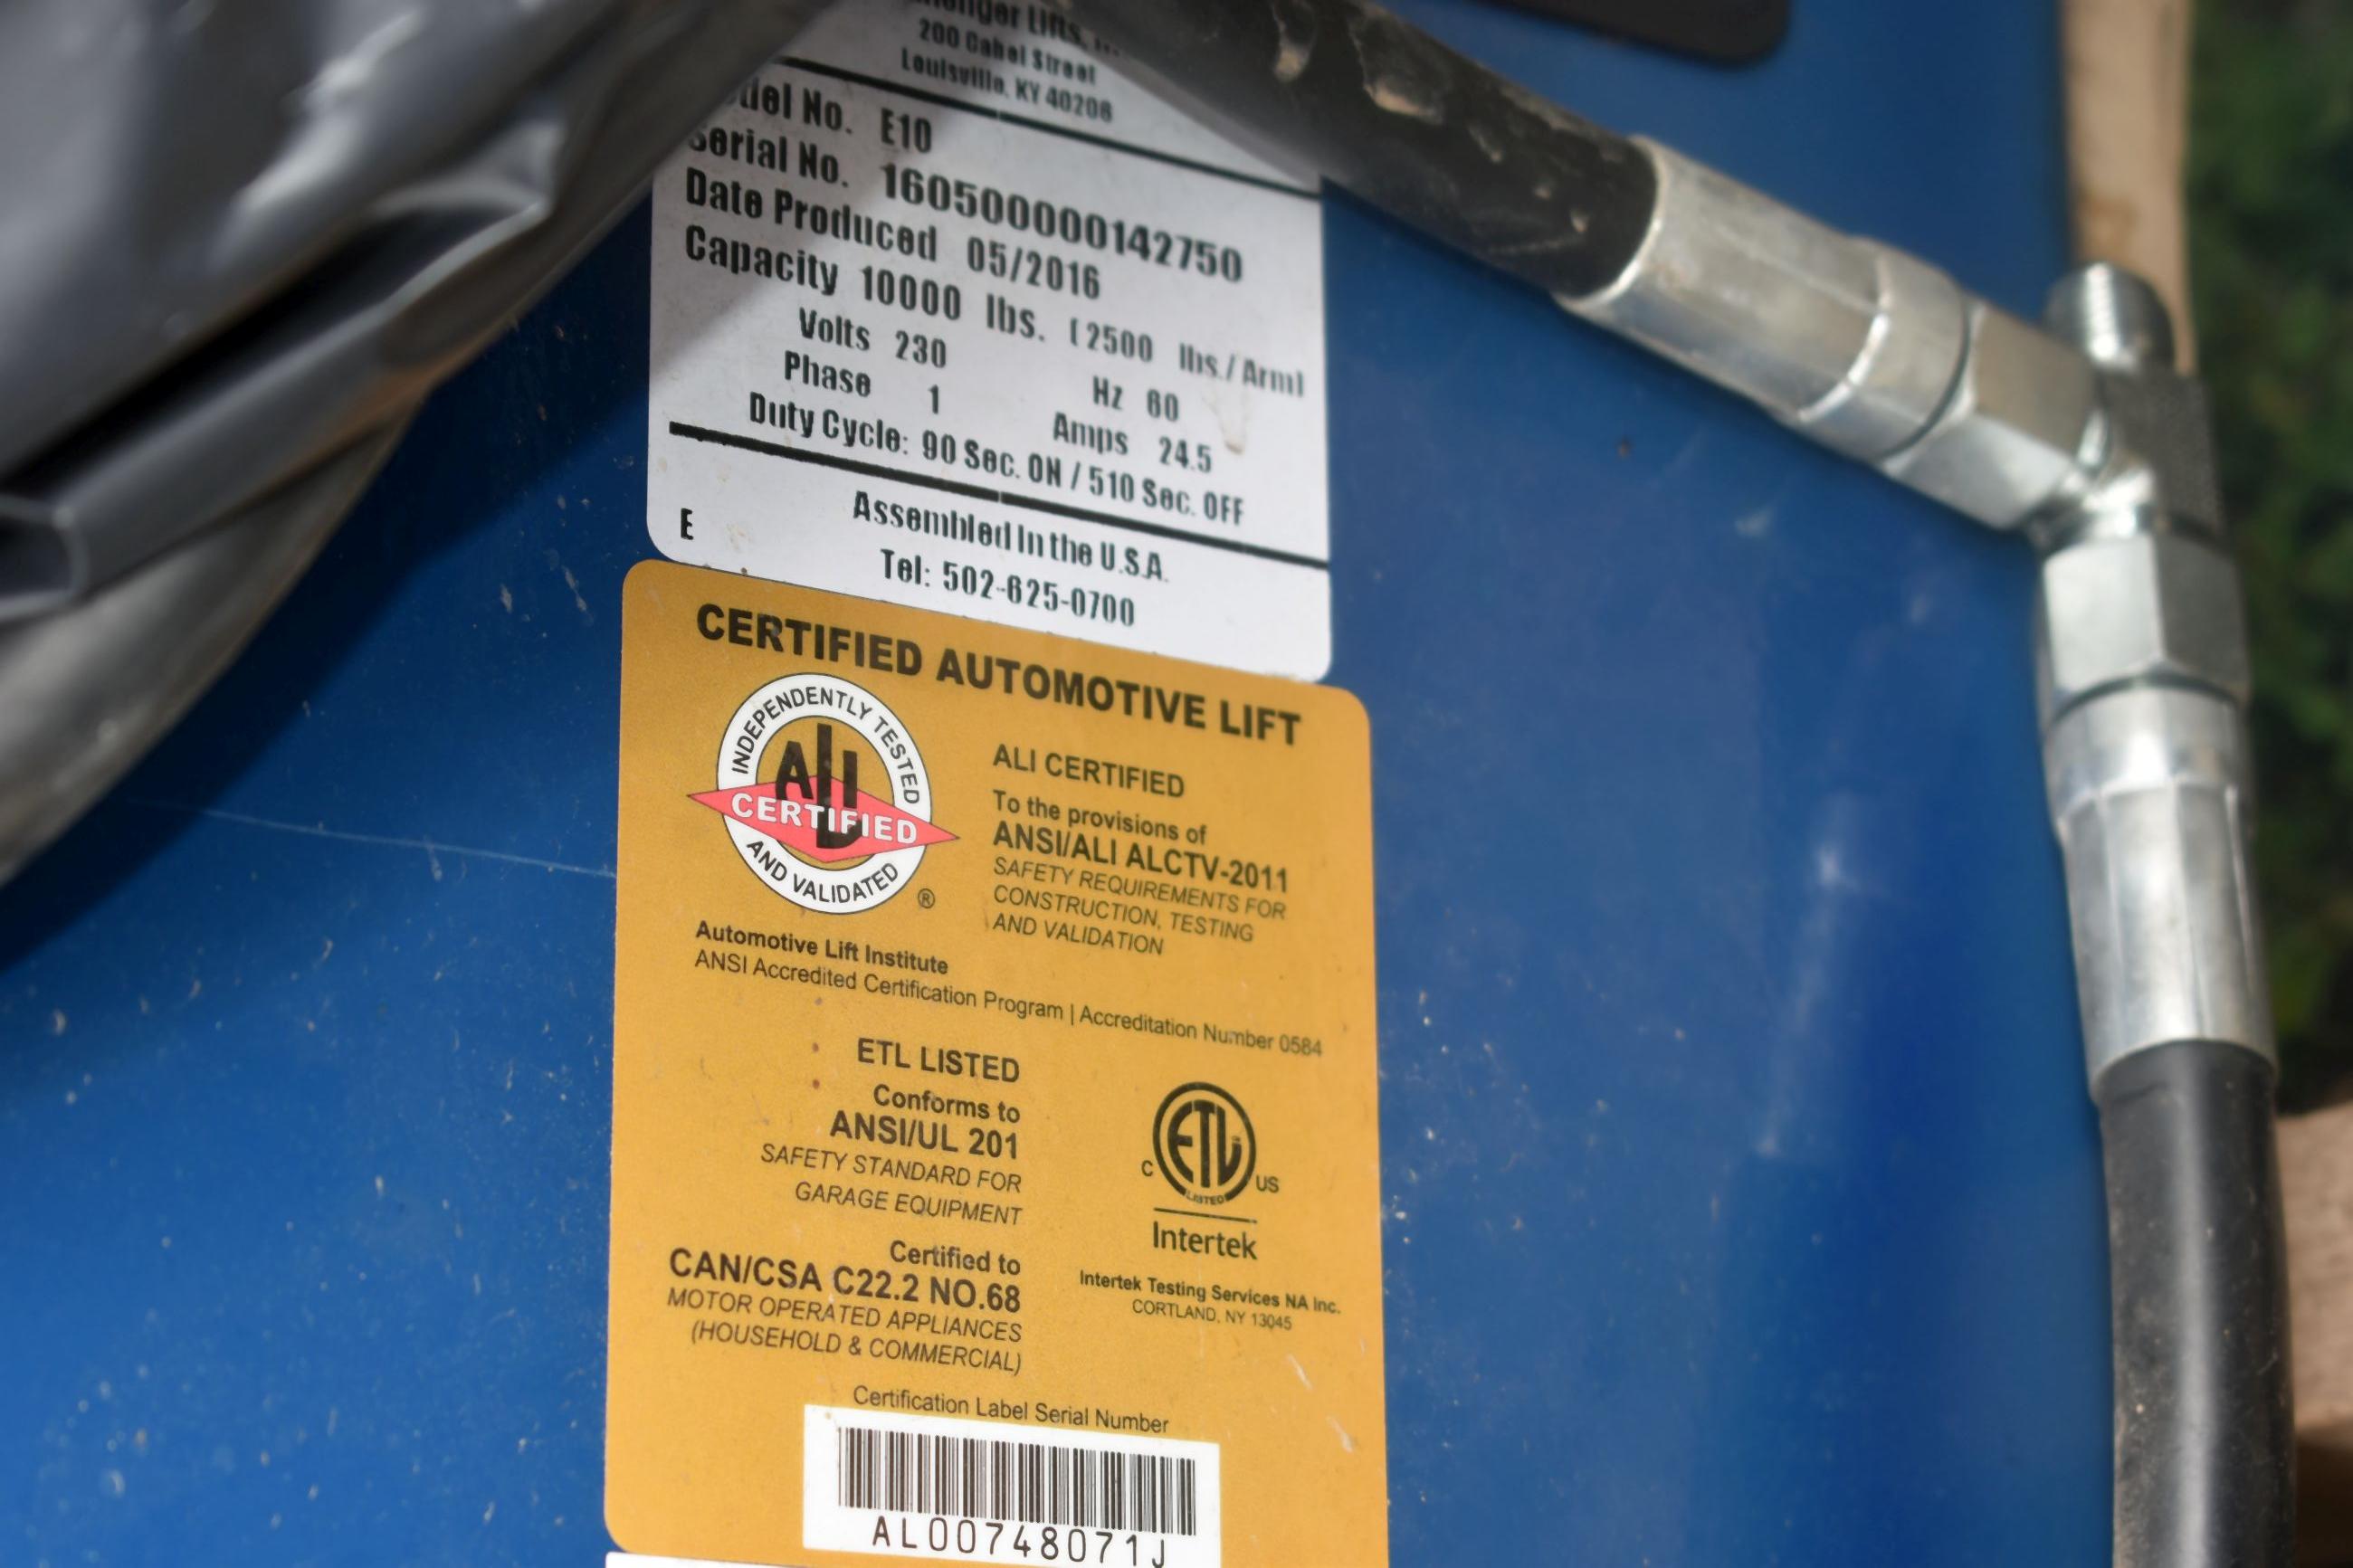 Lifts,
200 Cabel Street
Louisville, KY 40208
No. E10
Serial No. 160500000142750
Date Produced 05/2016
Capacity 10000 lbs. (2500 lbs./Arm)
Volts 230 Hz 60
Phase 1 Amps 24.5
Duty Cycle: 90 Sec. ON / 510 Sec. OFF
E
Assembled In the U.S.A.
Tel: 502-625-0700
CERTIFIED AUTOMOTIVE LIFT
INDEPENDENTLY TESTED
ALI
CERTIFIED
AND VALIDATED
®
ALI CERTIFIED
To the provisions of
ANSI/ALI ALCTV-2011
SAFETY REQUIREMENTS FOR
CONSTRUCTION, TESTING
AND VALIDATION
Automotive Lift Institute
ANSI Accredited Certification Program | Accreditation Number 0584
ETL LISTED
Conforms to
ANSI/UL 201
SAFETY STANDARD FOR
GARAGE EQUIPMENT
Certified to
CAN/CSA C22.2 NO.68
MOTOR OPERATED APPLIANCES
(HOUSEHOLD & COMMERCIAL)
ETL
LISTED
C US
Intertek
Intertek Testing Services NA Inc.
CORTLAND, NY 13045
Certification Label Serial Number
AL00748071J